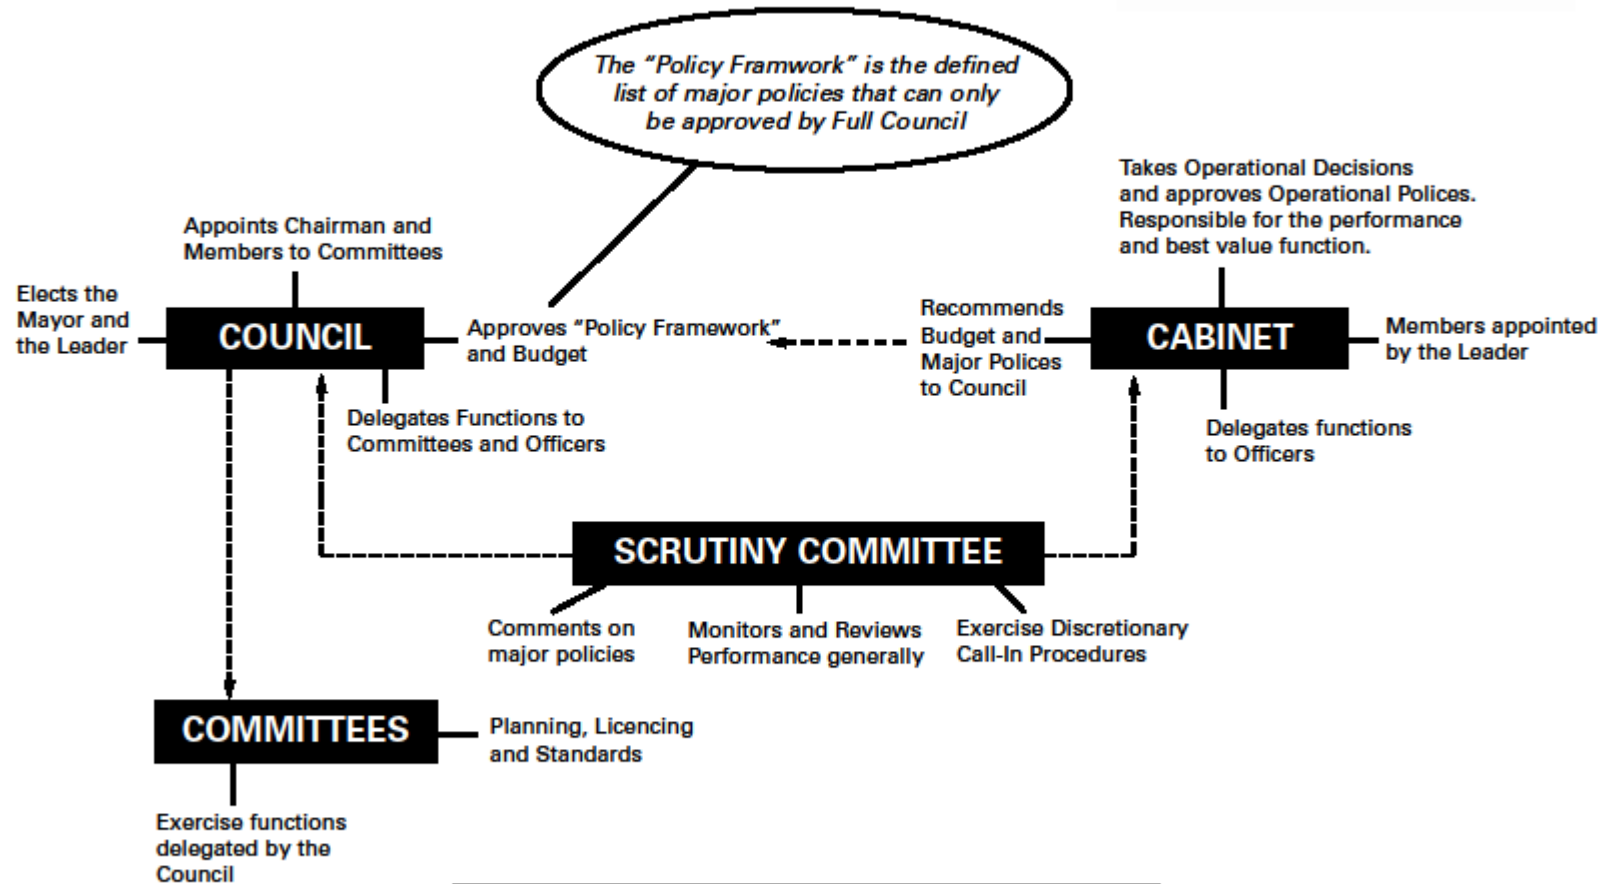 The “Policy Framwork” is the defined
list of major policies that can only
be approved by Full Council
Takes Operational Decisions
and approves Operational Polices.
Responsible for the performance
and best value function.
Appoints Chairman and
Members to Committees
Elects the
Mayor and
the Leader
COUNCIL
Approves “Policy Framework”
and Budget
Recommends
Budget and
Major Polices
to Council
CABINET
Members appointed
by the Leader
Delegates Functions to
Committees and Officers
Delegates functions
to Officers
SCRUTINY COMMITTEE
Comments on
major policies
Monitors and Reviews
Performance generally
Exercise Discretionary
Call-In Procedures
COMMITTEES
Planning, Licencing
and Standards
Exercise functions
delegated by the
Council